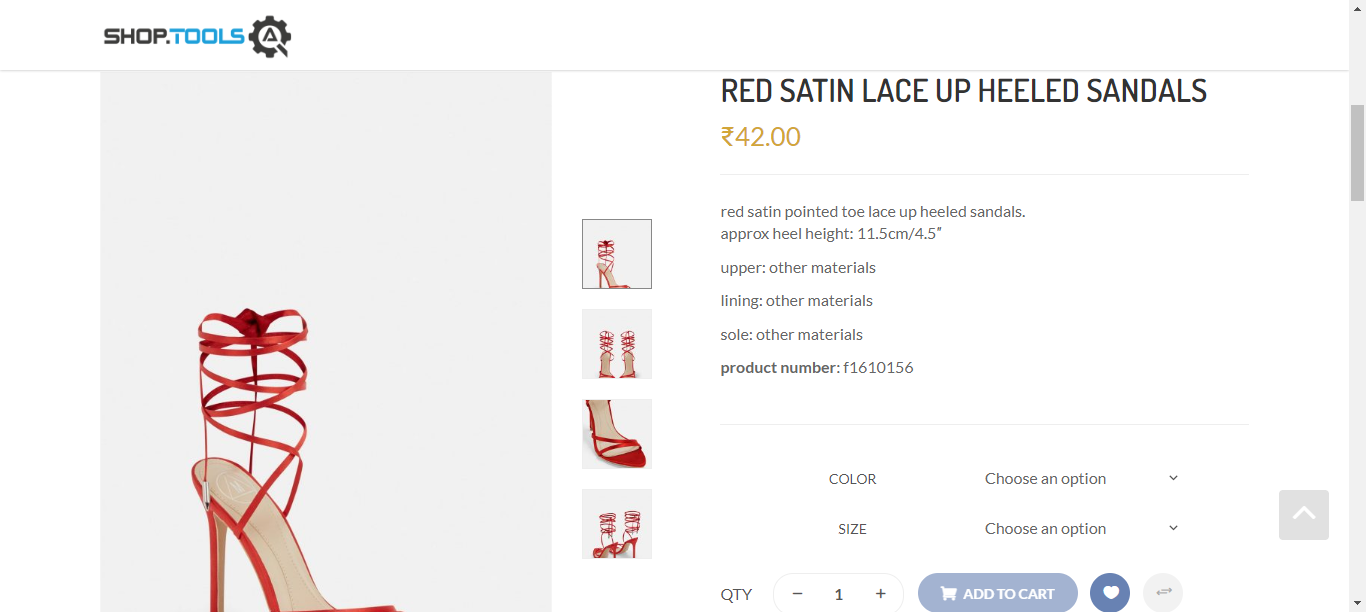 SHOP.TOOLS
RED SATIN LACE UP HEELED SANDALS
₹42.00
red satin pointed toe lace up heeled sandals.
approx heel height: 11.5cm/4.5″
upper: other materials
lining: other materials
sole: other materials
product number: f1610156
COLOR Choose an option
SIZE Choose an option
QTY − 1 + ADD TO CART